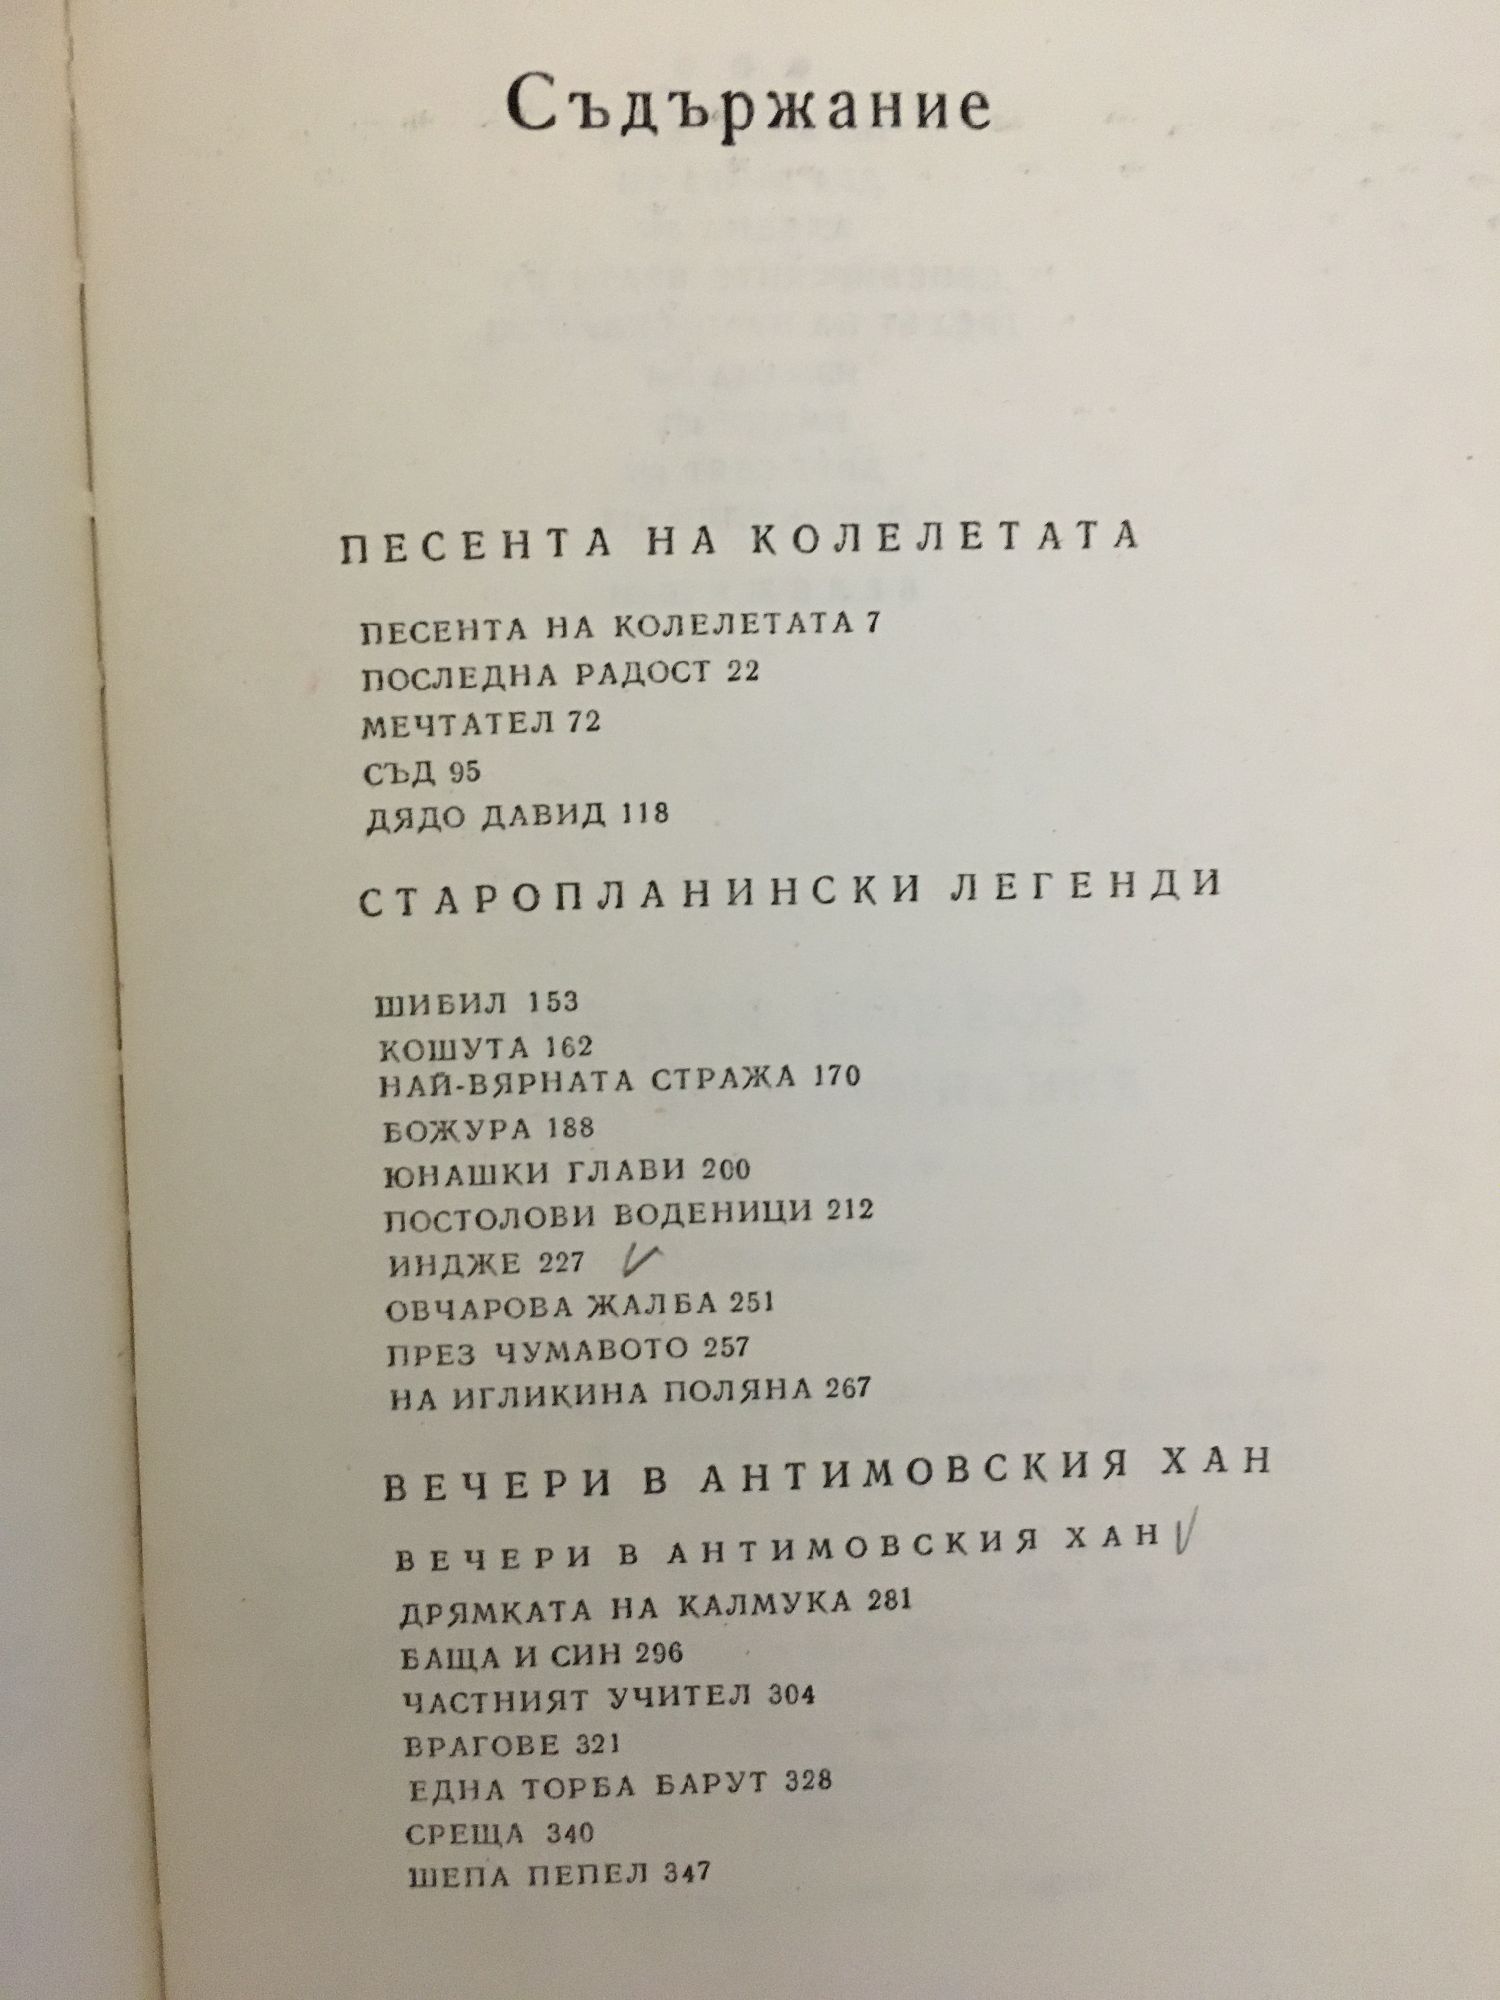 Съдържание
ПЕСЕНТА НА КОЛЕЛЕТАТА
ПЕСЕНТА НА КОЛЕЛЕТАТА 7
ПОСЛЕДНА РАДОСТ 22
МЕЧТАТЕЛ 72
СЪД 95
ДЯДО ДАВИД 118
СТАРОПЛАНИНСКИ ЛЕГЕНДИ
ШИБИЛ 153
КОШУТА 162
НАЙ-ВЯРНАТА СТРАЖА 170
БОЖУРА 188
ЮНАШКИ ГЛАВИ 200
ПОСТОЛОВИ ВОДЕНИЦИ 212
ИНДЖЕ 227
ОВЧАРОВА ЖАЛБА 251
ПРЕЗ ЧУМАВОТО 257
НА ИГЛИКИНА ПОЛЯНА 267
ВЕЧЕРИ В АНТИМОВСКИЯ ХАН
ВЕЧЕРИ В АНТИМОВСКИЯ ХАН
ДРЯМКАТА НА КАЛМУКА 281
БАЩА И СИН 296
ЧАСТНИЯТ УЧИТЕЛ 304
ВРАГОВЕ 321
ЕДНА ТОРБА БАРУТ 328
СРЕЩА 340
ШЕПА ПЕПЕЛ 347